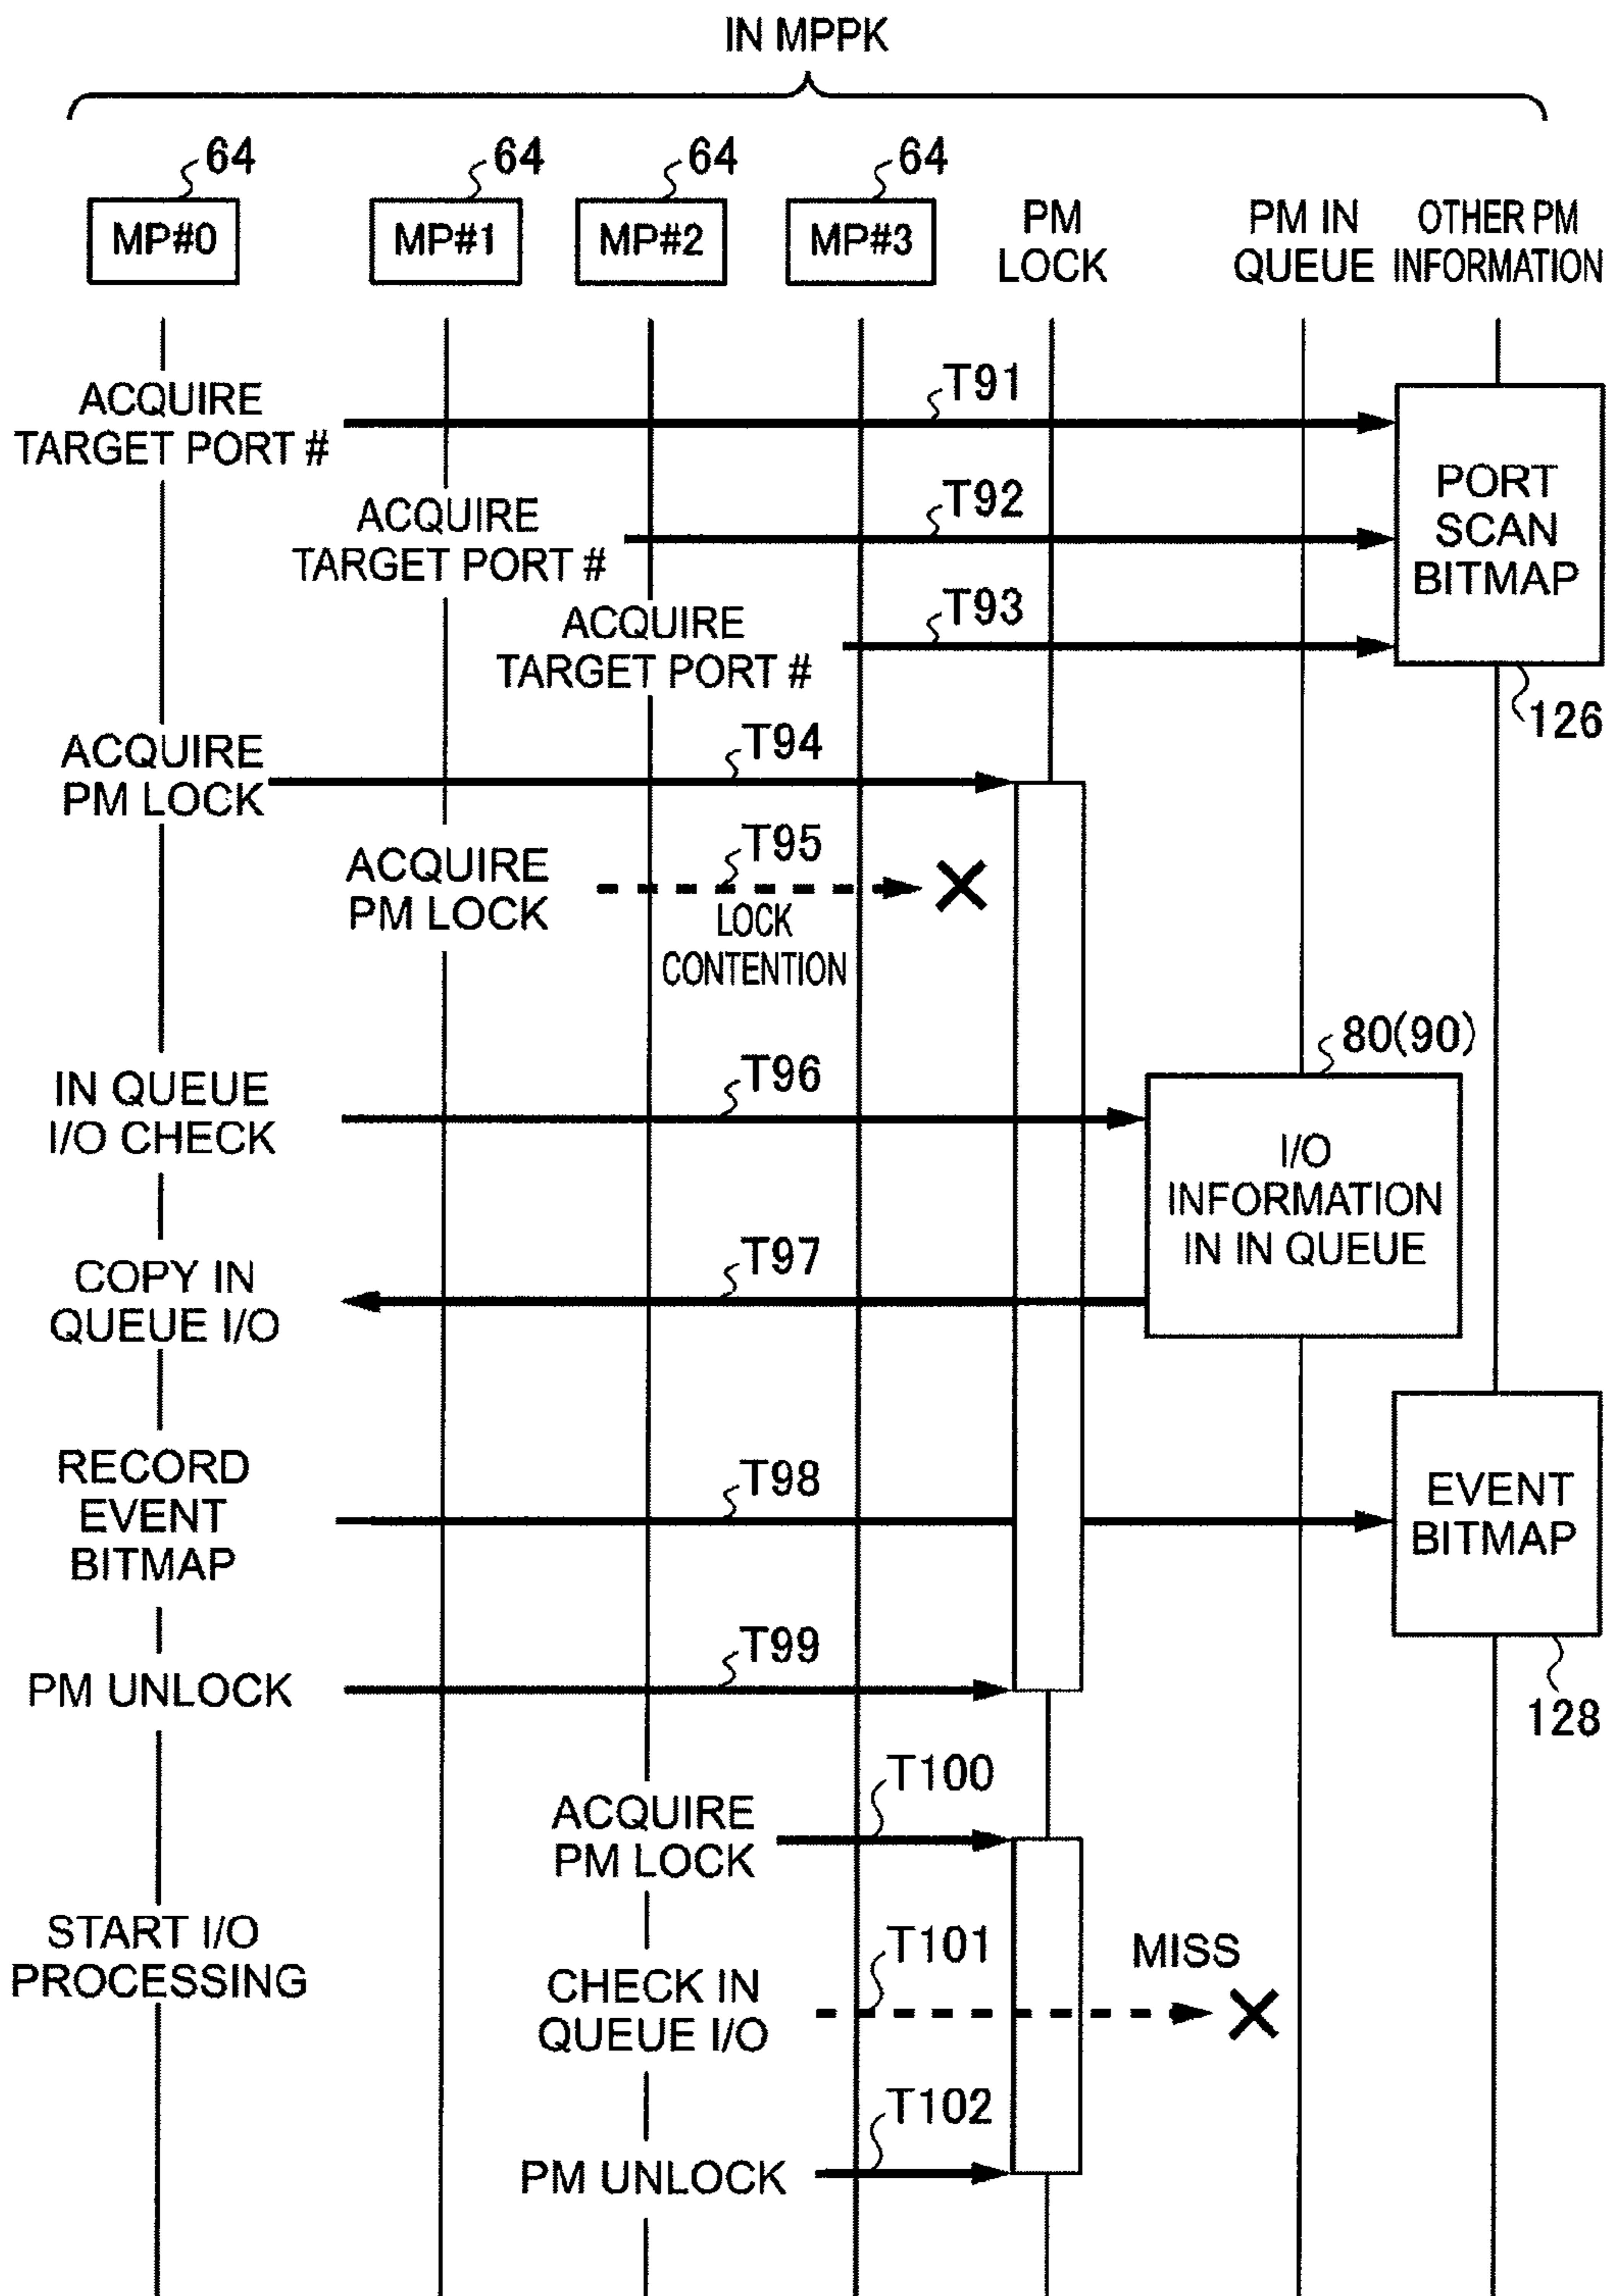 IN MPPK
64
64
64
64
MP#0
MP#1
MP#2
MP#3
PM
LOCK
PM IN
QUEUE
OTHER PM
INFORMATION
ACQUIRE
TARGET PORT #
T91
ACQUIRE
TARGET PORT #
T92
ACQUIRE
TARGET PORT #
T93
PORT
SCAN
BITMAP
126
ACQUIRE
PM LOCK
T94
ACQUIRE
PM LOCK
T95
LOCK
CONTENTION
80(90)
IN QUEUE
I/O CHECK
T96
I/O
INFORMATION
IN IN QUEUE
COPY IN
QUEUE I/O
T97
RECORD
EVENT
BITMAP
T98
EVENT
BITMAP
128
PM UNLOCK
T99
ACQUIRE
PM LOCK
T100
START I/O
PROCESSING
CHECK IN
QUEUE I/O
T101
MISS
PM UNLOCK
T102